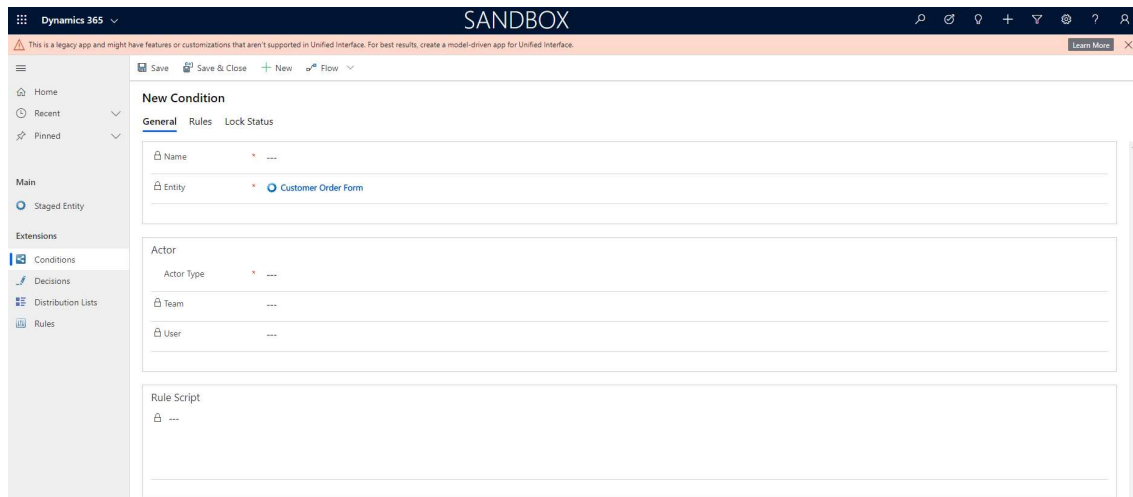 Dynamics 365
SANDBOX
This is a legacy app and might have features or customizations that aren't supported in Unified Interface. For best results, create a model-driven app for Unified Interface.
Learn More
Save Save & Close New Flow
Home
Recent
Pinned
Main
Staged Entity
Extensions
Conditions
Decisions
Distribution Lists
Rules
New Condition
General Rules Lock Status
Name * ---
Entity * Customer Order Form
Actor
Actor Type * ---
Team ---
User ---
Rule Script
---